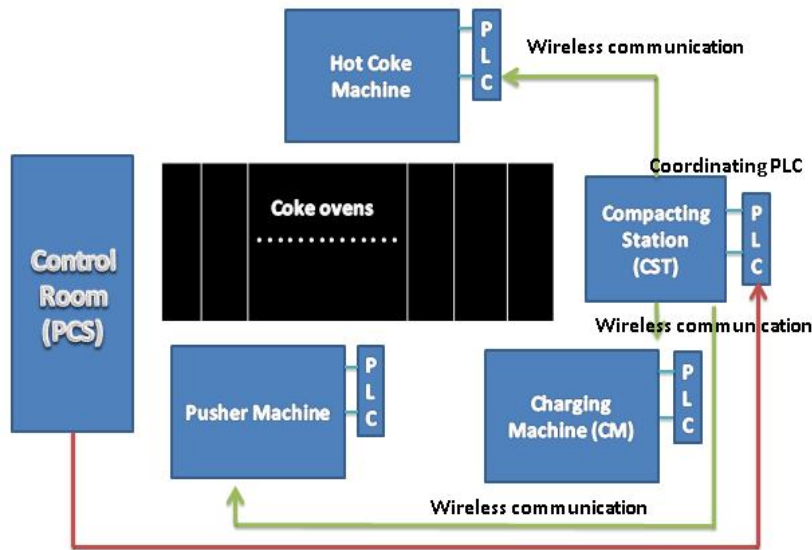 Hot Coke
Machine
P
L
C
Wireless communication
Control
Room
(PCS)
Coke ovens
Coordinating PLC
Compacting
Station
(CST)
P
L
C
Wireless communication
Pusher Machine
P
L
C
Charging
Machine (CM)
P
L
C
Wireless communication